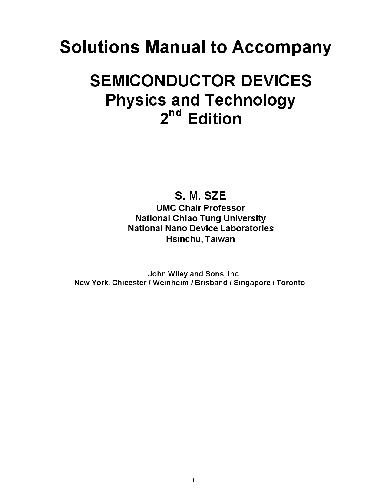 Solutions Manual to Accompany
SEMICONDUCTOR DEVICES
Physics and Technology
2nd Edition
S. M. SZE
UMC Chair Professor
National Chiao Tung University
National Nano Device Laboratories
Hsinchu, Taiwan
John Wiley and Sons, Inc
New York. Chicester / Weinheim / Brisband / Singapore / Toronto